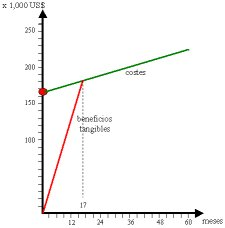 x 1,000 US$
250
200
150
100
costes
beneficios
tangibles
17
12 24 36 48 60 meses